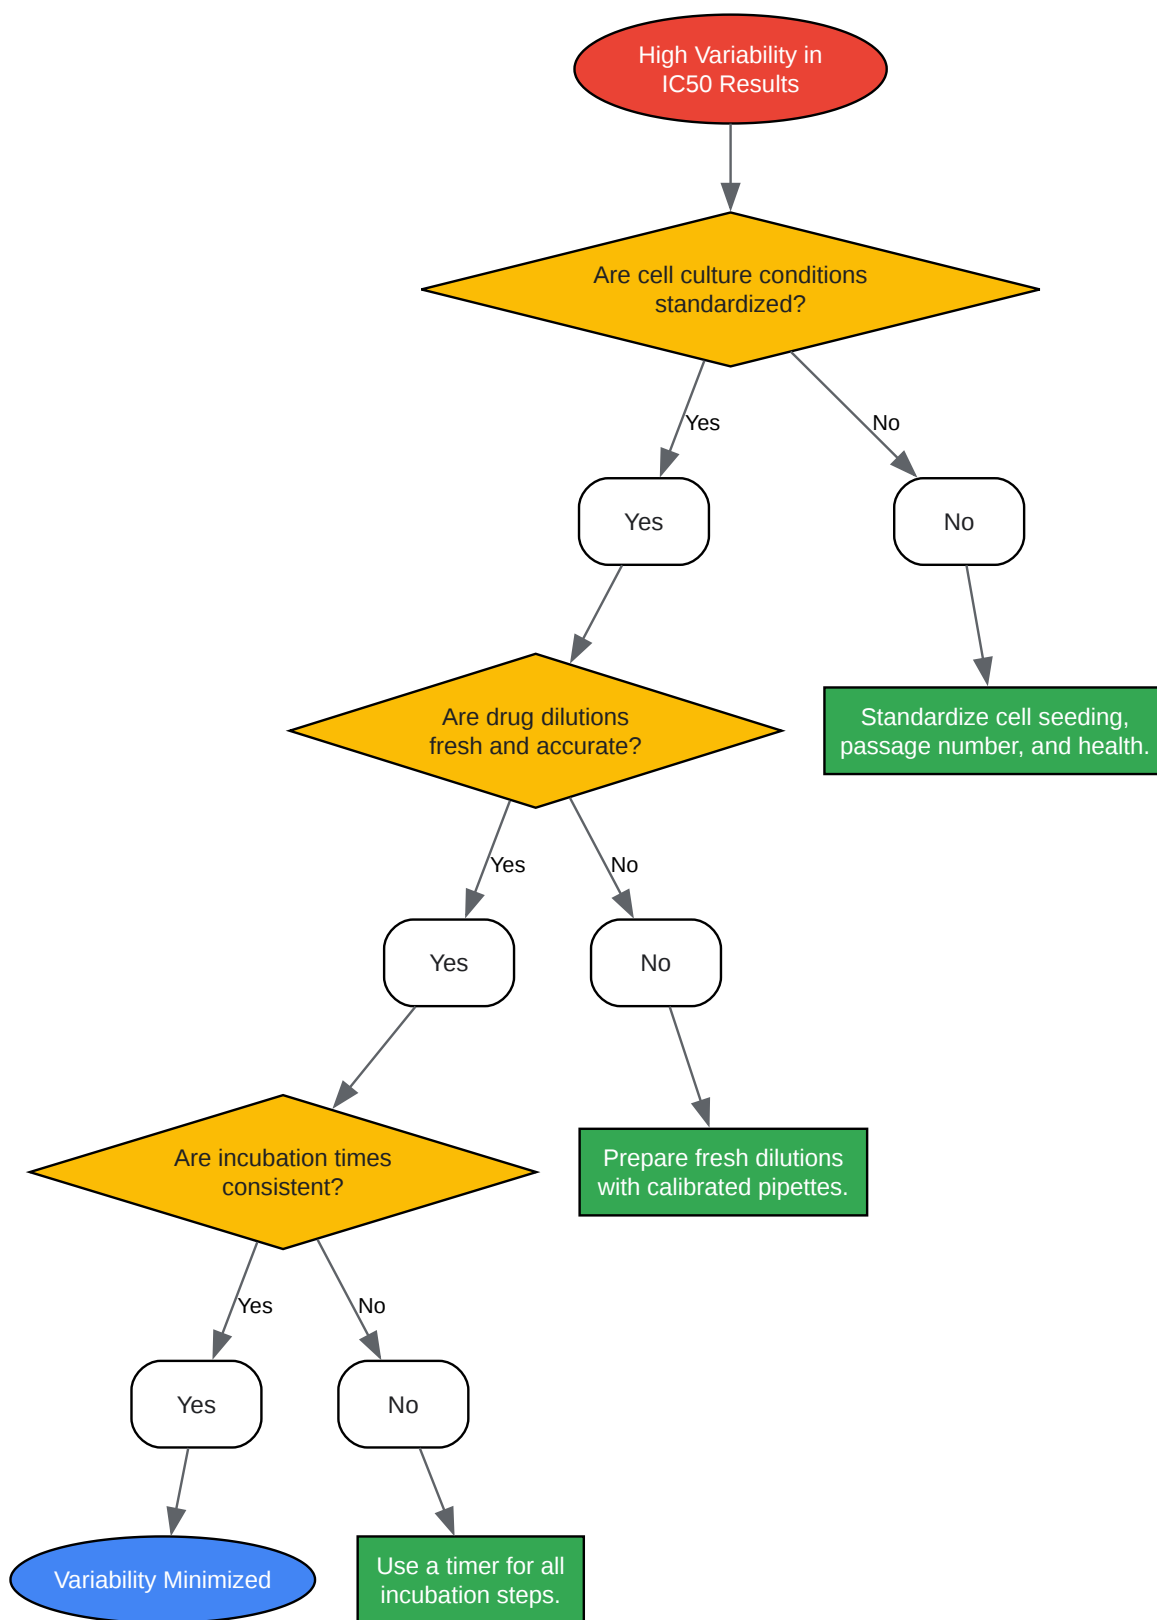 High Variability in
IC50 Results
Are cell culture conditions
standardized?
Yes
No
Yes
No
Are drug dilutions
fresh and accurate?
Standardize cell seeding,
passage number, and health.
Yes
No
Yes
No
Are incubation times
consistent?
Prepare fresh dilutions
with calibrated pipettes.
Yes
No
Yes
No
Variability Minimized
Use a timer for all
incubation steps.